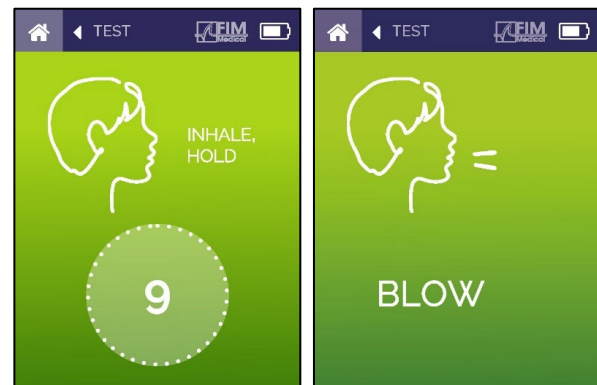 TEST
FIM
Medical
INHALE,
HOLD
9
TEST
FIM
Medical
BLOW